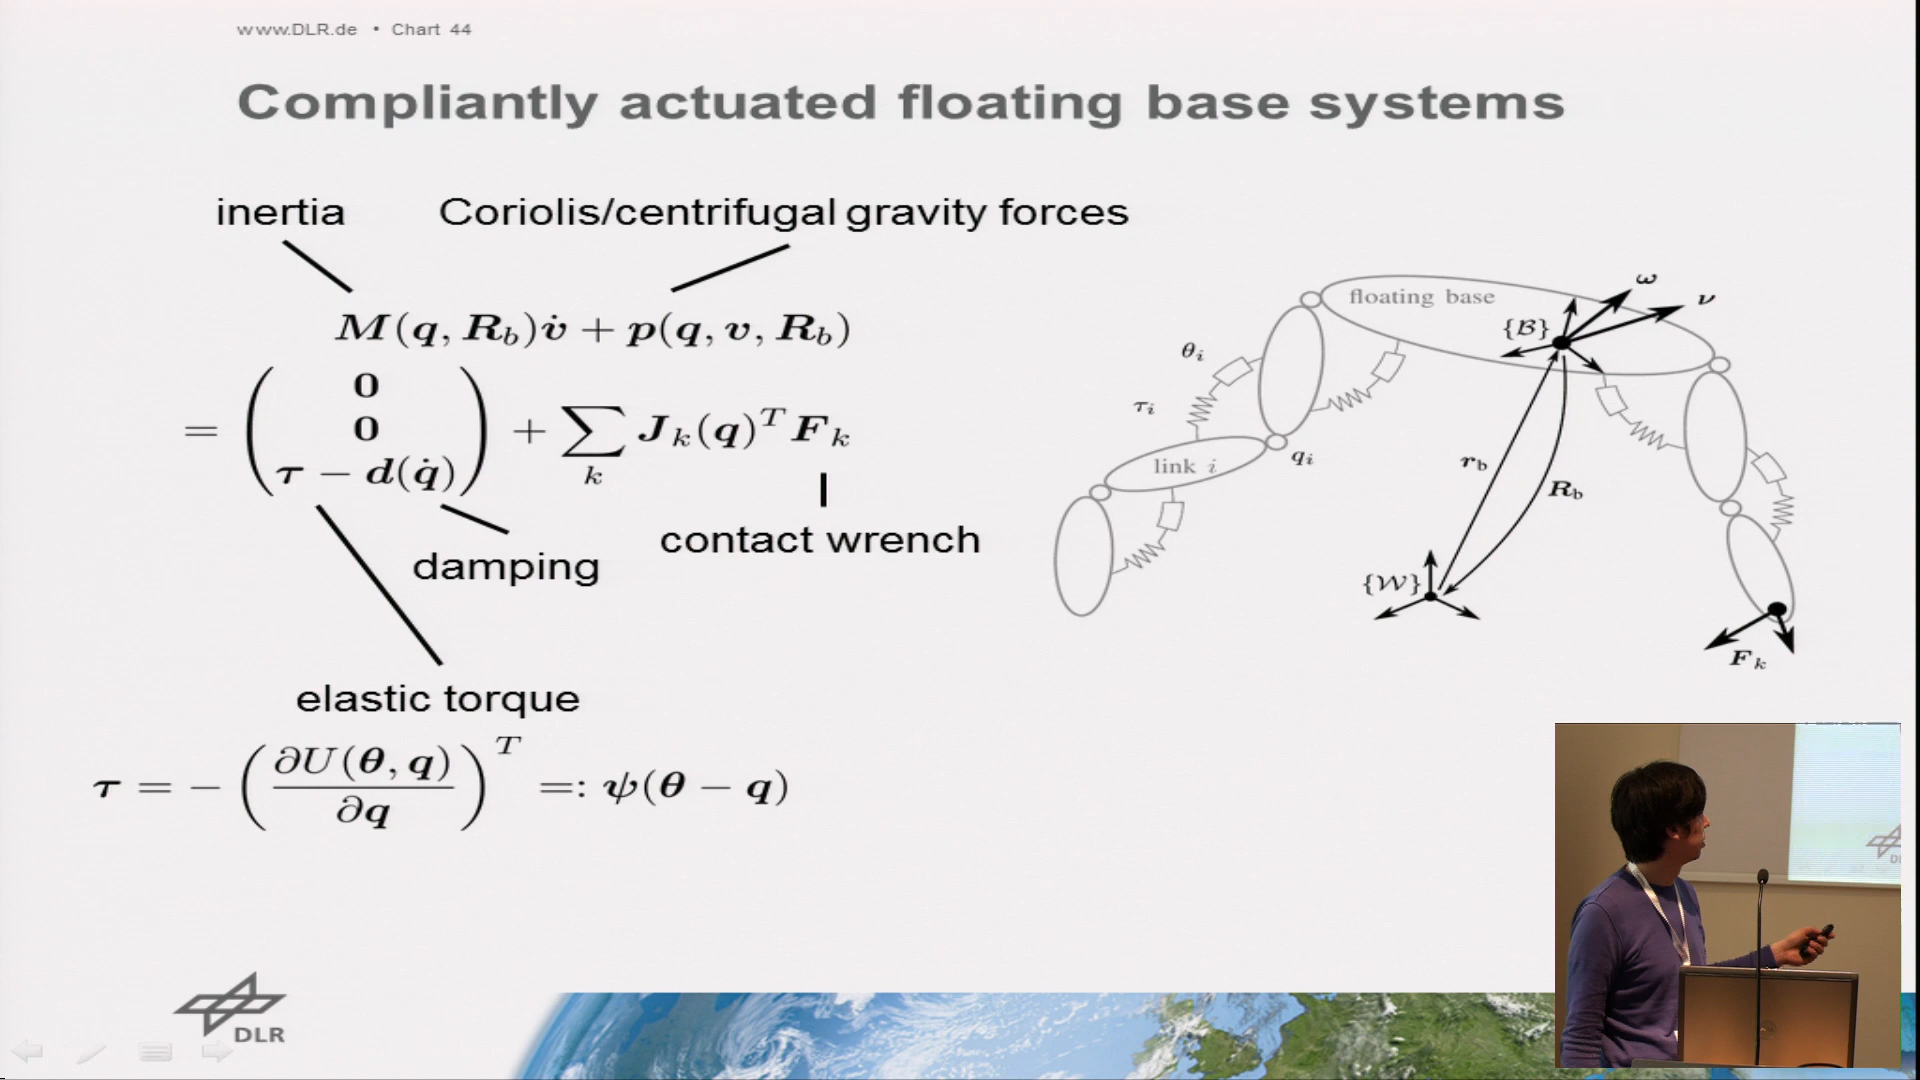 www.DLR.de • Chart 44
Compliantly actuated floating base systems
inertia
Coriolis/centrifugal gravity forces
M(q, R_b)v̇ + p(q, v, R_b)
= ( 0 0 τ − d(q̇) ) + ∑_k J_k(q)^T F_k
contact wrench
damping
elastic torque
τ = − ( ∂U(θ, q) / ∂q )^T =: ψ(θ − q)
floating base
ω
ν
{B}
θ_i
τ_i
link i
q_i
r_b
R_b
{W}
F_k
DLR